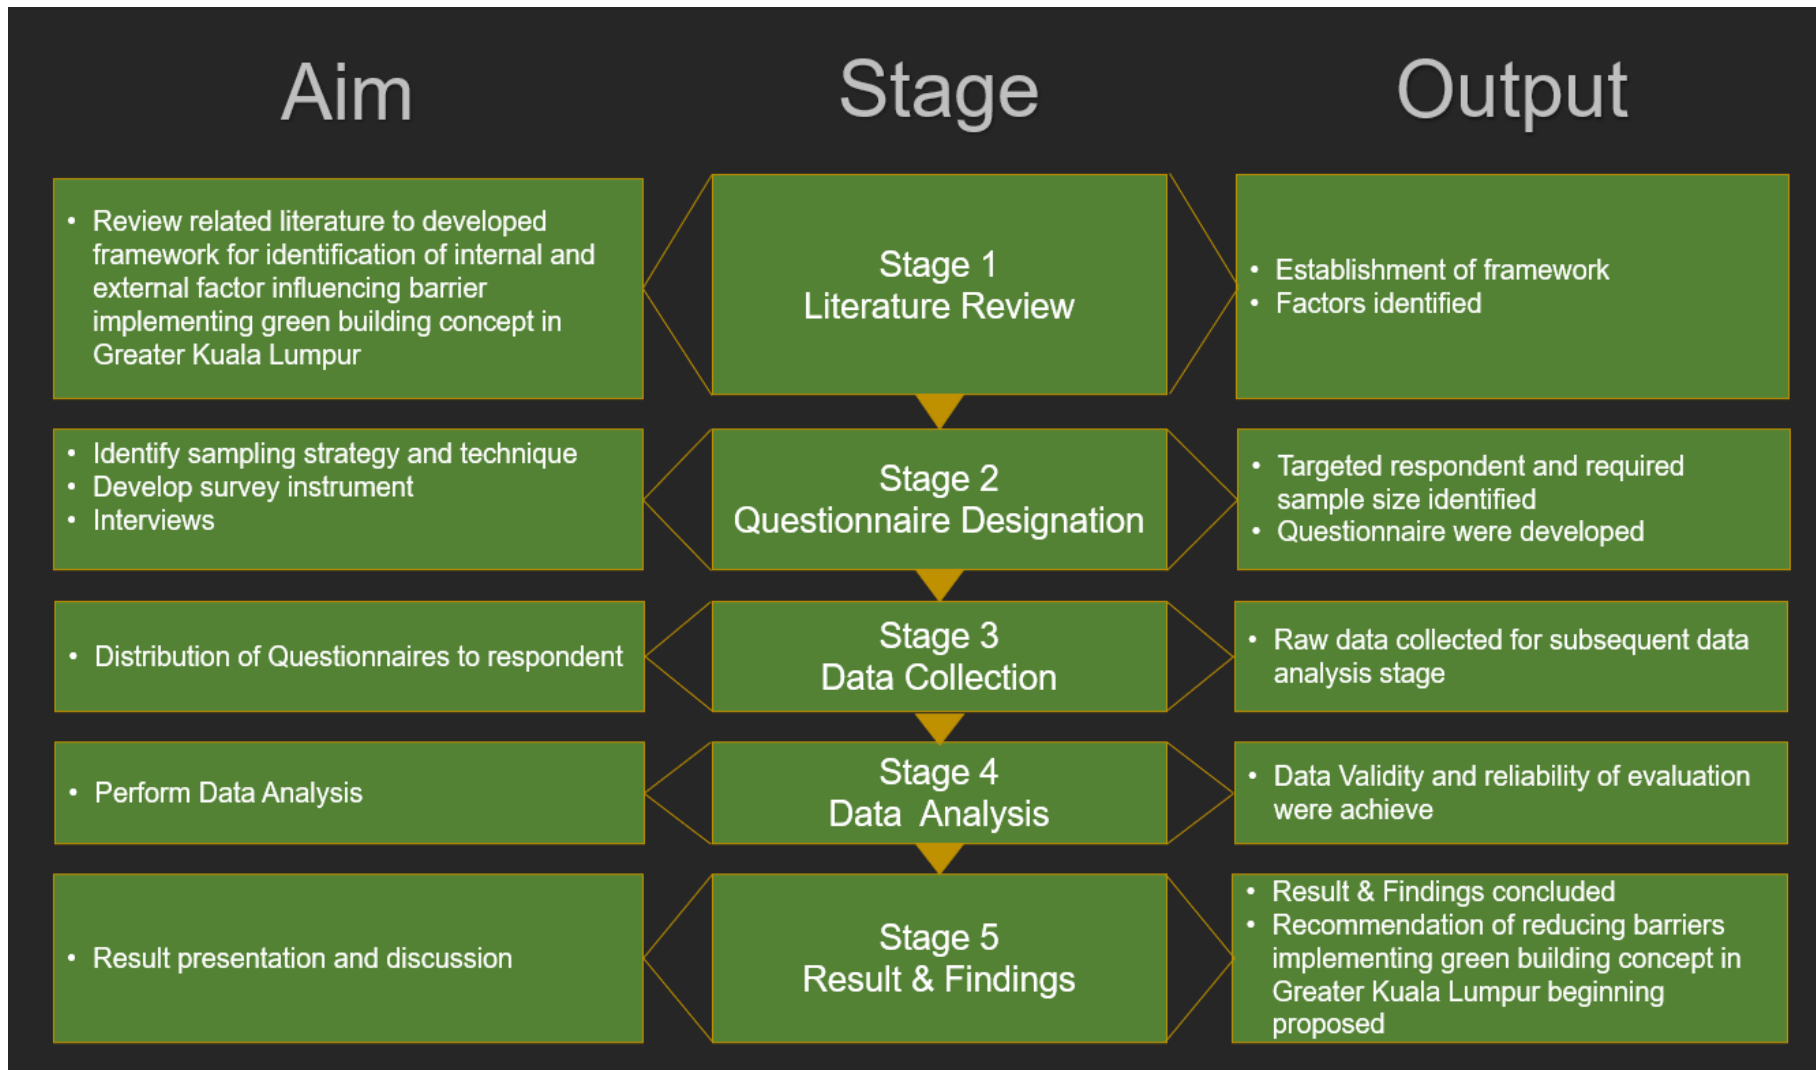 Aim
Stage
Output
• Review related literature to developed
framework for identification of internal and
external factor influencing barrier
implementing green building concept in
Greater Kuala Lumpur
Stage 1
Literature Review
• Establishment of framework
• Factors identified
• Identify sampling strategy and technique
• Develop survey instrument
• Interviews
Stage 2
Questionnaire Designation
• Targeted respondent and required
sample size identified
• Questionnaire were developed
• Distribution of Questionnaires to respondent
Stage 3
Data Collection
• Raw data collected for subsequent data
analysis stage
• Perform Data Analysis
Stage 4
Data Analysis
• Data Validity and reliability of evaluation
were achieve
• Result presentation and discussion
Stage 5
Result & Findings
• Result & Findings concluded
• Recommendation of reducing barriers
implementing green building concept in
Greater Kuala Lumpur beginning
proposed